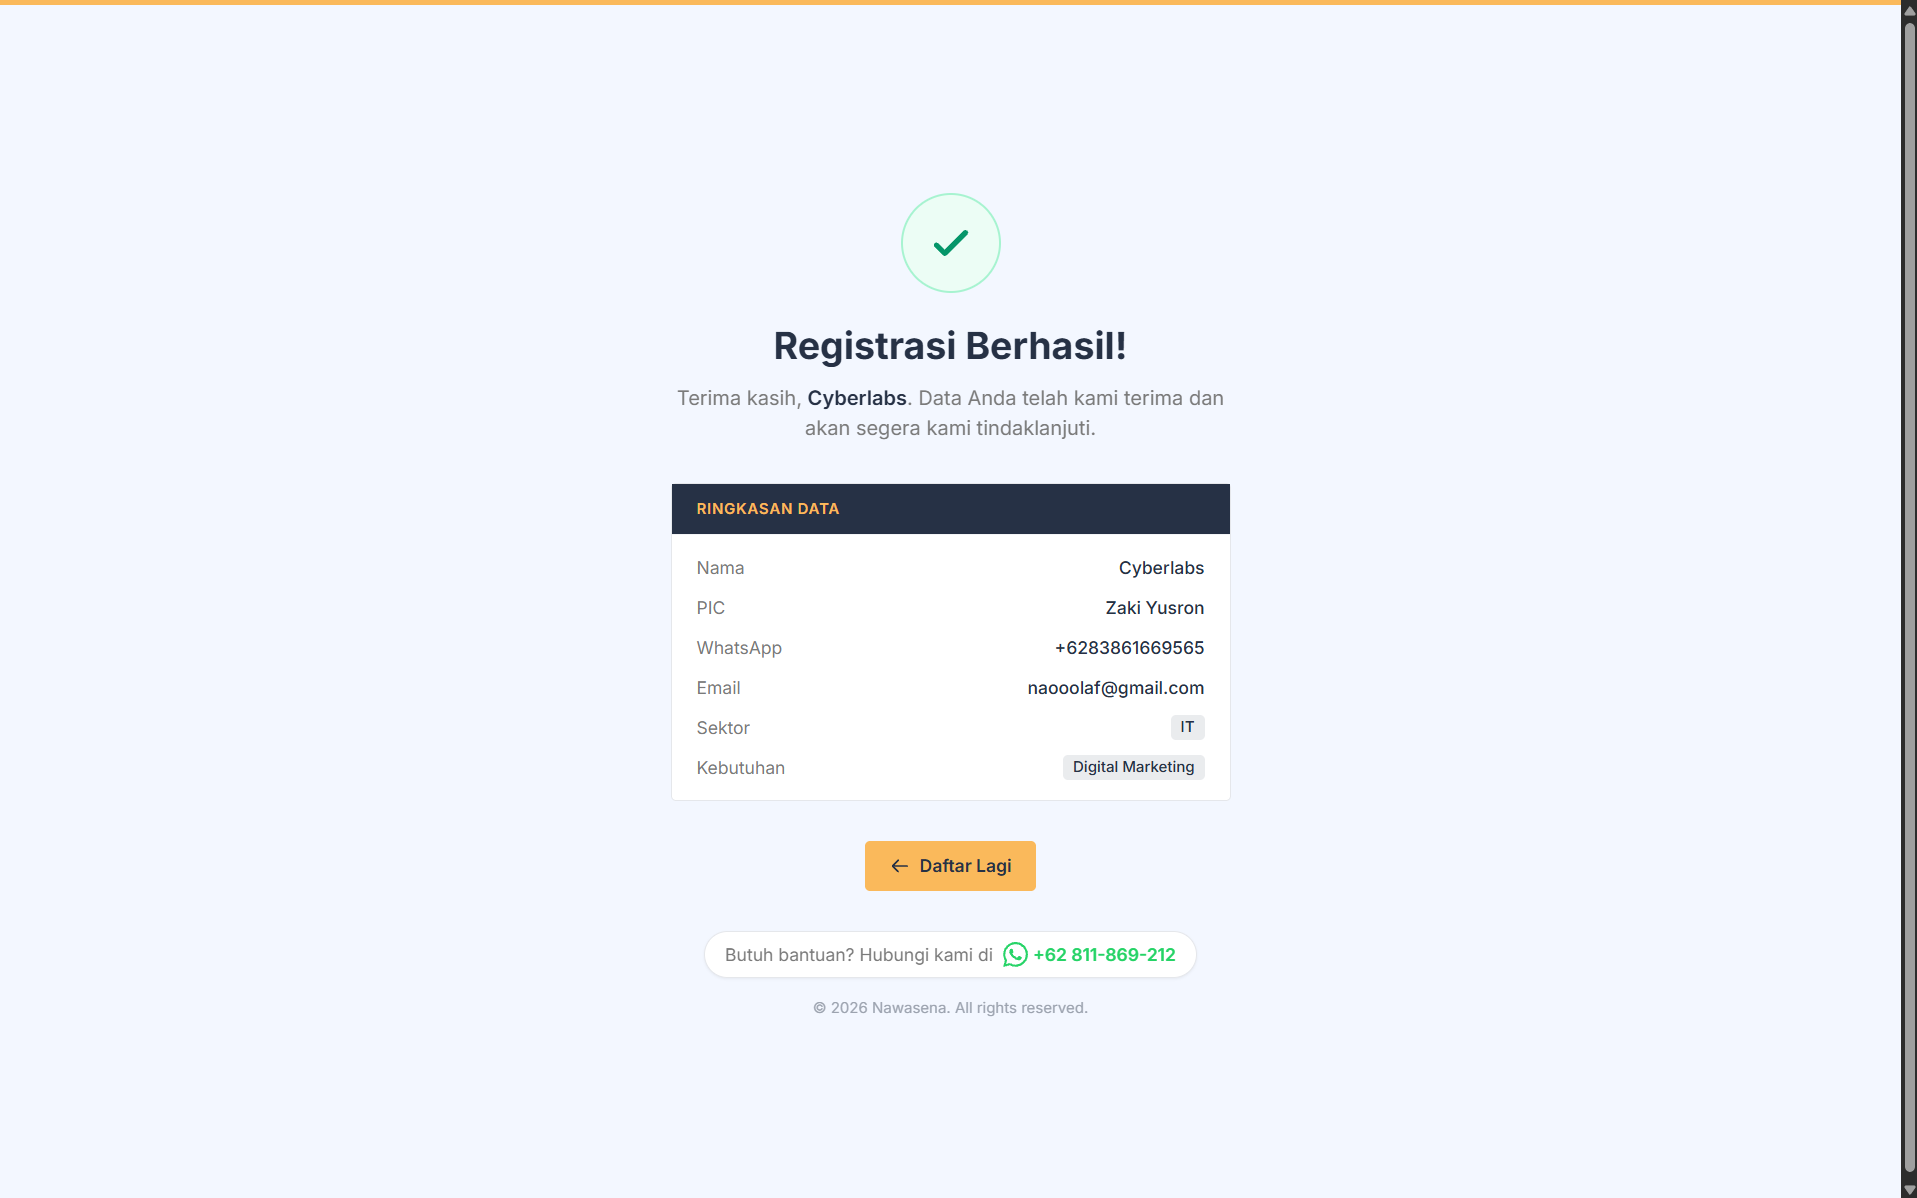 Registrasi Berhasil!
Terima kasih, Cyberlabs. Data Anda telah kami terima dan
akan segera kami tindaklanjuti.
RINGKASAN DATA
Nama Cyberlabs
PIC Zaki Yusron
WhatsApp +6283861669565
Email naooolaf@gmail.com
Sektor IT
Kebutuhan Digital Marketing
← Daftar Lagi
Butuh bantuan? Hubungi kami di +62 811-869-212
© 2026 Nawasena. All rights reserved.